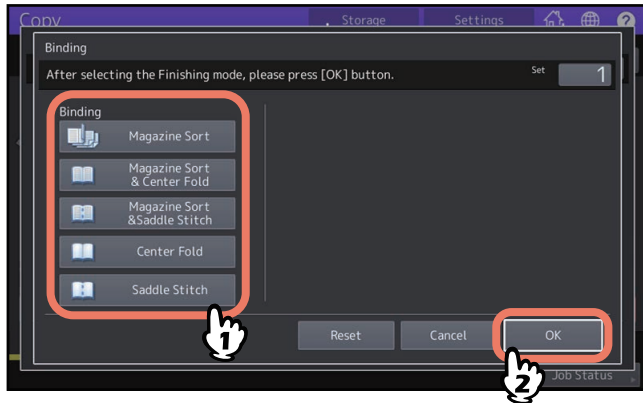 Copy
Storage
Settings
?
Binding
After selecting the Finishing mode, please press [OK] button.
Set
1
Binding
Magazine Sort
Magazine Sort
& Center Fold
Magazine Sort
&Saddle Stitch
Center Fold
Saddle Stitch
1
Reset
Cancel
OK
2
Job Status